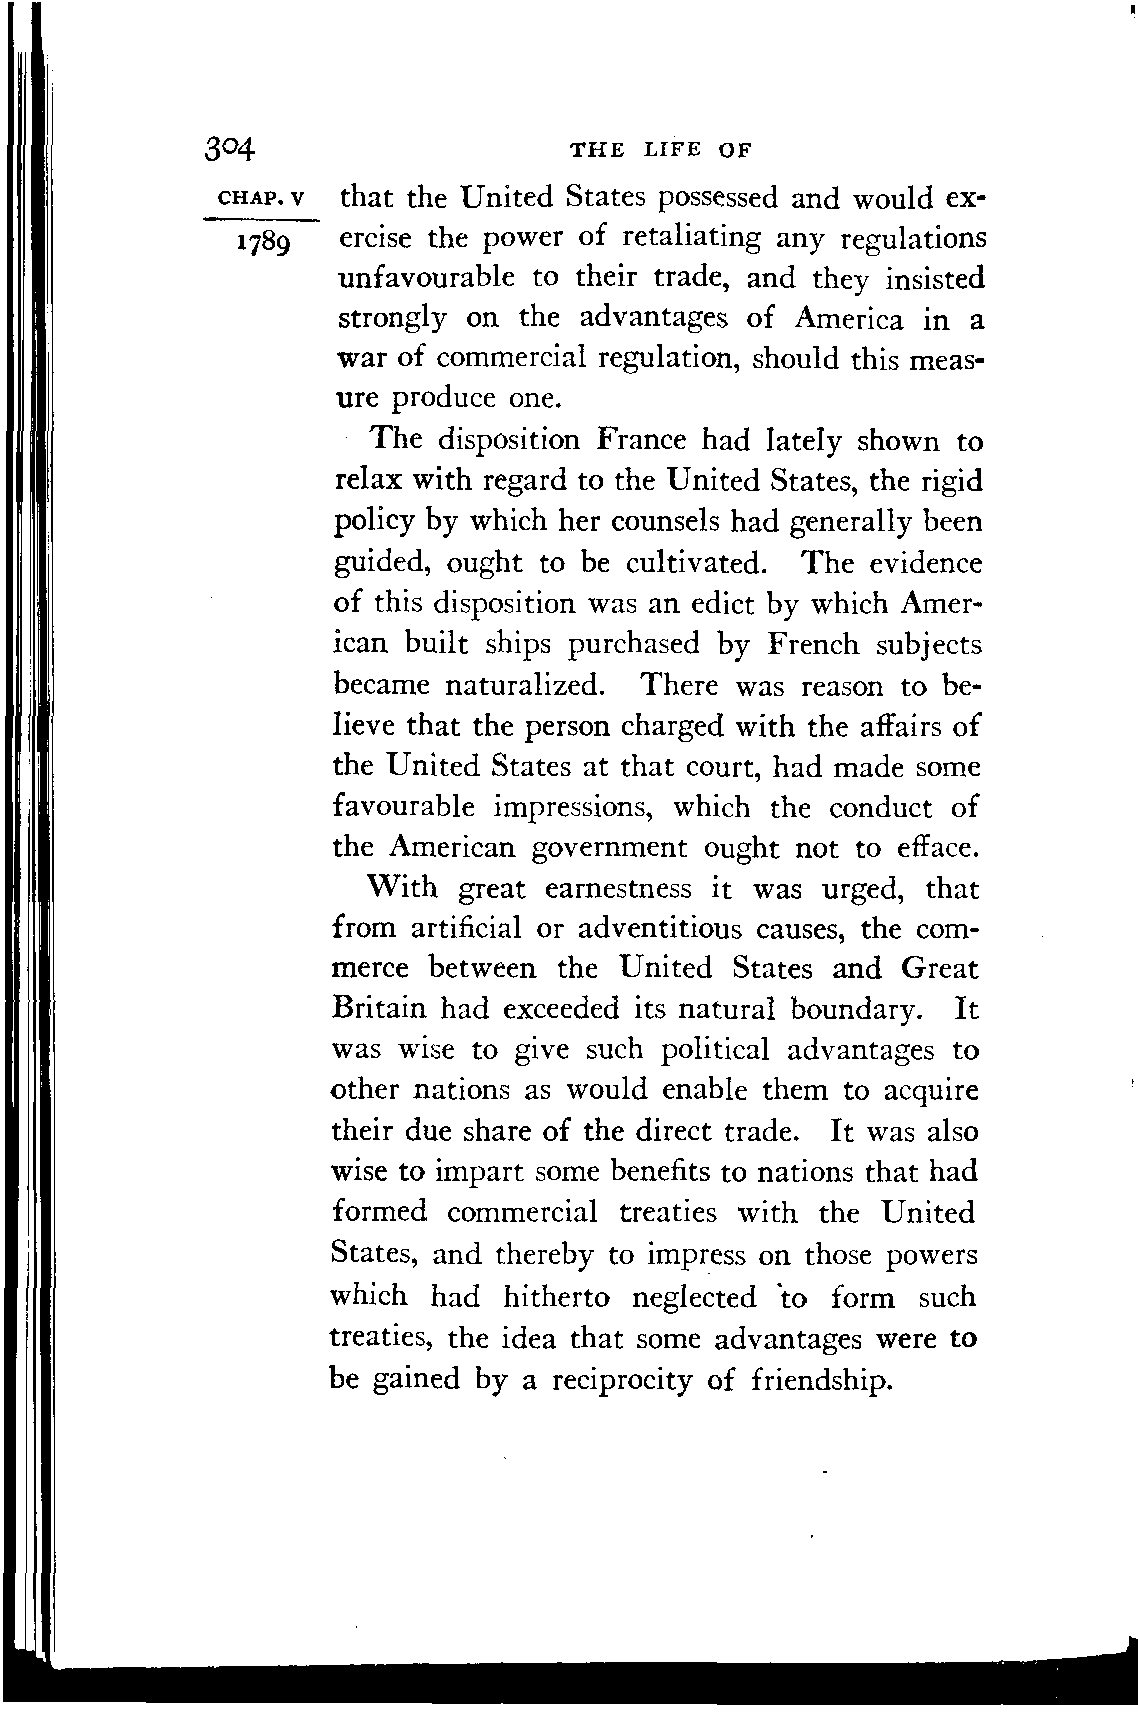 304 THE LIFE OF
CHAP. V that the United States possessed and would ex-
1789 ercise the power of retaliating any regulations
unfavourable to their trade, and they insisted
strongly on the advantages of America in a
war of commercial regulation, should this meas-
ure produce one.
The disposition France had lately shown to
relax with regard to the United States, the rigid
policy by which her counsels had generally been
guided, ought to be cultivated. The evidence
of this disposition was an edict by which Amer-
ican built ships purchased by French subjects
became naturalized. There was reason to be-
lieve that the person charged with the affairs of
the United States at that court, had made some
favourable impressions, which the conduct of
the American government ought not to efface.
With great earnestness it was urged, that
from artificial or adventitious causes, the com-
merce between the United States and Great
Britain had exceeded its natural boundary. It
was wise to give such political advantages to
other nations as would enable them to acquire
their due share of the direct trade. It was also
wise to impart some benefits to nations that had
formed commercial treaties with the United
States, and thereby to impress on those powers
which had hitherto neglected to form such
treaties, the idea that some advantages were to
be gained by a reciprocity of friendship.